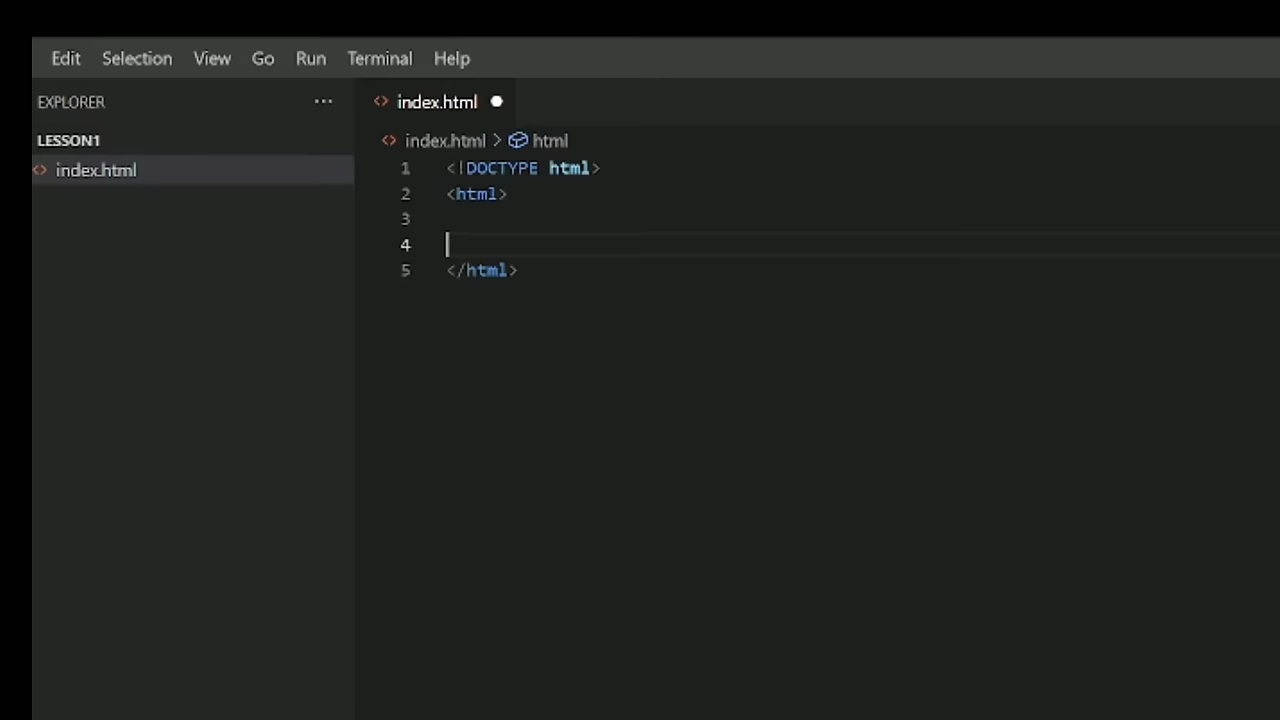 Edit Selection View Go Run Terminal Help
EXPLORER ...
LESSON1
<> index.html
<> index.html
<> index.html > html
1 <!DOCTYPE html>
2 <html>
3
4
5 </html>